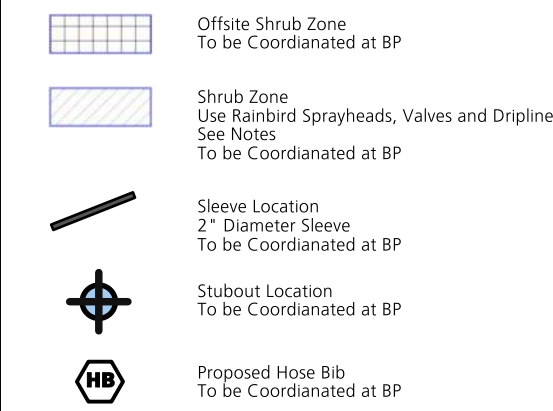 Offsite Shrub Zone
To be Coordianated at BP
Shrub Zone
Use Rainbird Sprayheads, Valves and Dripline
See Notes
To be Coordianated at BP
Sleeve Location
2" Diameter Sleeve
To be Coordianated at BP
Stubout Location
To be Coordianated at BP
HB
Proposed Hose Bib
To be Coordianated at BP